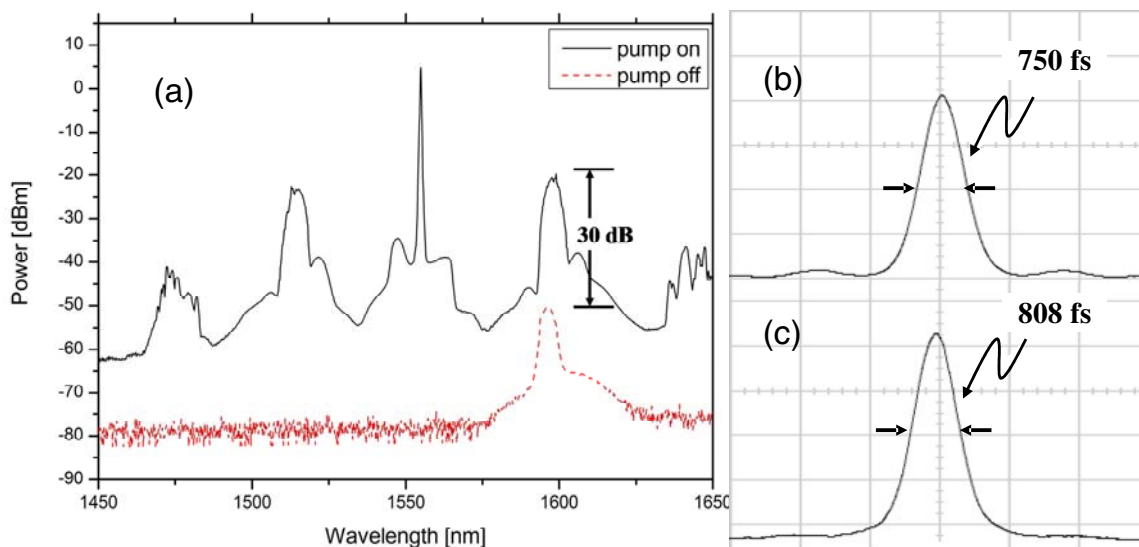 (a)
pump on
pump off
30 dB
10
0
-10
-20
-30
-40
-50
-60
-70
-80
-90
Power [dBm]
1450
1500
1550
1600
1650
Wavelength [nm]
(b)
750 fs
(c)
808 fs